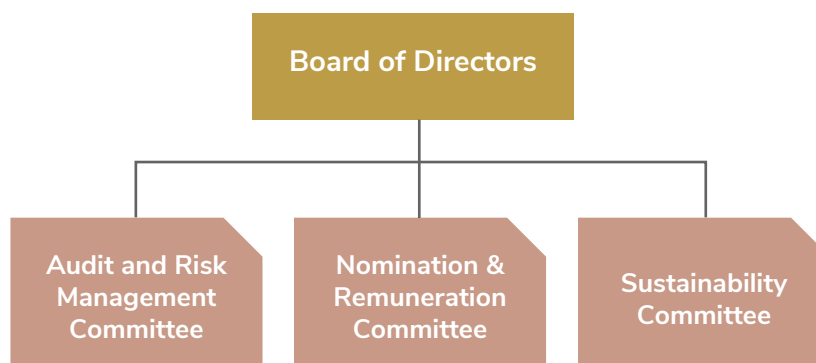 Board of Directors
Audit and Risk
Management
Committee
Nomination &
Remuneration
Committee
Sustainability
Committee